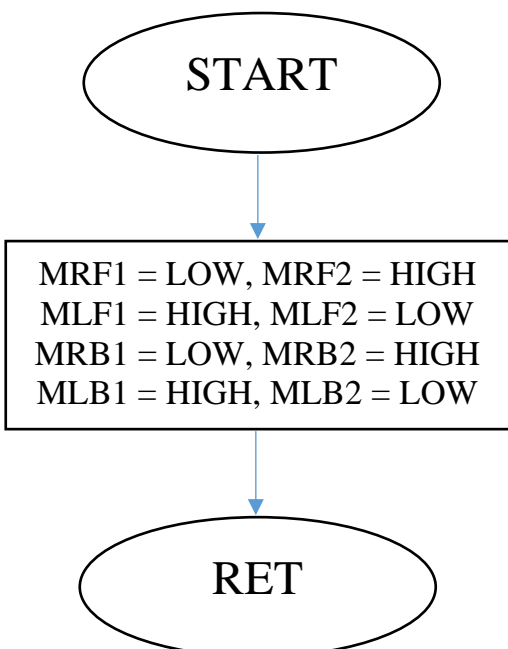 START
MRF1 = LOW, MRF2 = HIGH
MLF1 = HIGH, MLF2 = LOW
MRB1 = LOW, MRB2 = HIGH
MLB1 = HIGH, MLB2 = LOW
RET